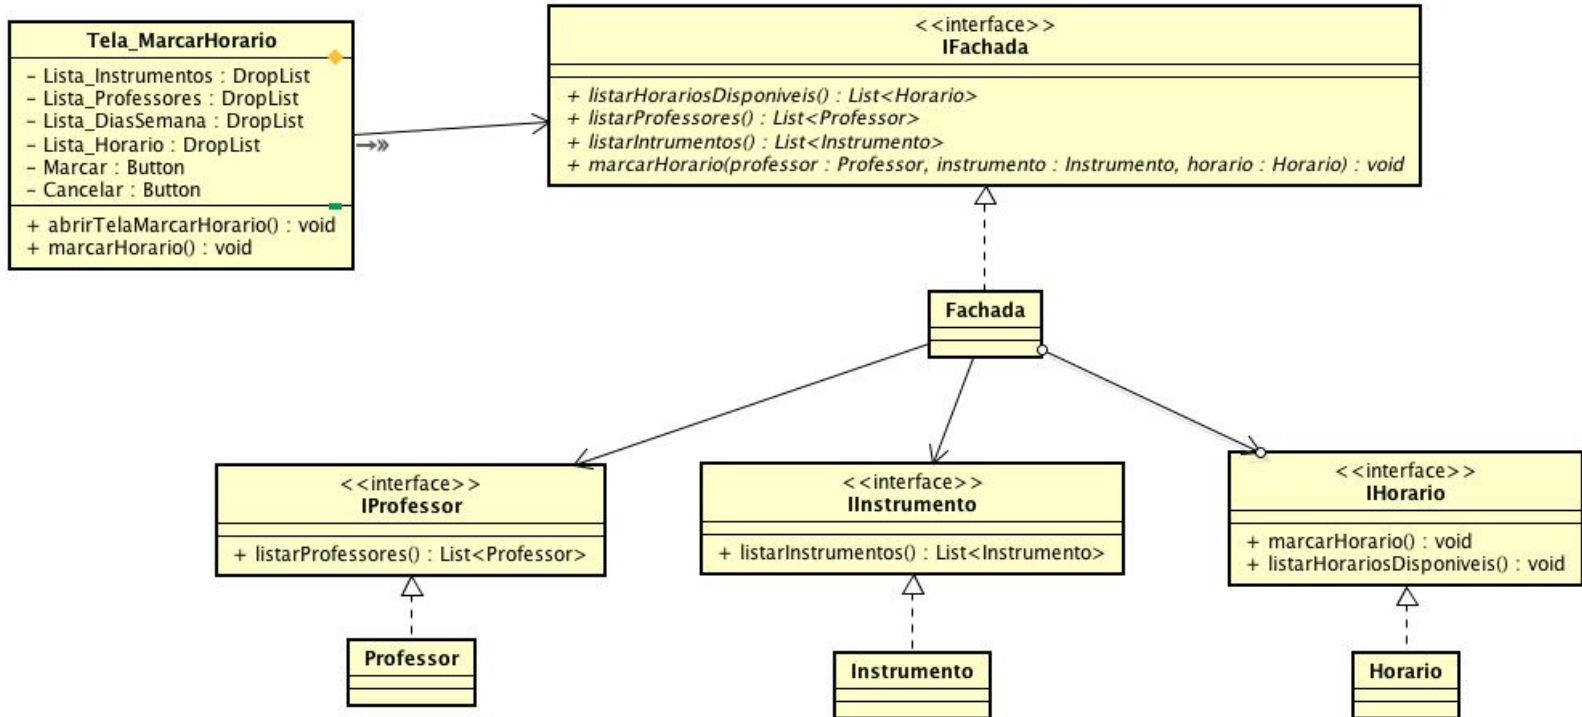 Tela_MarcarHorario
- Lista_Instrumentos : DropList
- Lista_Professores : DropList
- Lista_DiasSemana : DropList
- Lista_Horario : DropList
- Marcar : Button
- Cancelar : Button
+ abrirTelaMarcarHorario() : void
+ marcarHorario() : void
<<interface>>
IFachada
+ listarHorariosDisponiveis() : List<Horario>
+ listarProfessores() : List<Professor>
+ listarIntrumentos() : List<Instrumento>
+ marcarHorario(professor : Professor, instrumento : Instrumento, horario : Horario) : void
Fachada
<<interface>>
IProfessor
+ listarProfessores() : List<Professor>
<<interface>>
IInstrumento
+ listarInstrumentos() : List<Instrumento>
<<interface>>
IHorario
+ marcarHorario() : void
+ listarHorariosDisponiveis() : void
Professor
Instrumento
Horario